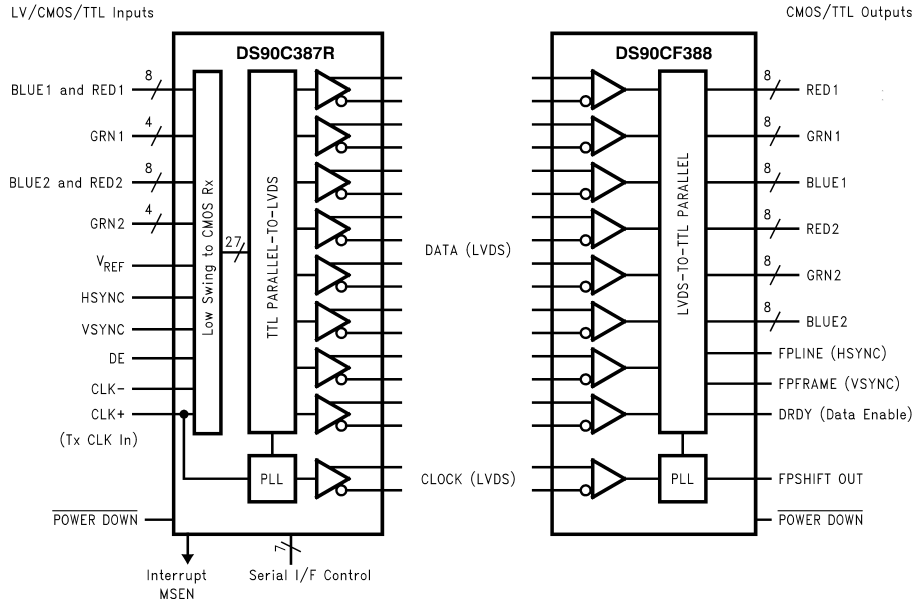 LV/CMOS/TTL Inputs
CMOS/TTL Outputs
DS90C387R
DS90CF388
BLUE1 and RED1
8
GRN1
4
BLUE2 and RED2
8
GRN2
4
VREF
HSYNC
VSYNC
DE
CLK-
CLK+
(Tx CLK In)
POWER DOWN
Low Swing to CMOS Rx
27
TTL PARALLEL-TO-LVDS
PLL
Interrupt
MSEN
7
Serial I/F Control
DATA (LVDS)
CLOCK (LVDS)
LVDS-TO-TTL PARALLEL
PLL
8
RED1
8
GRN1
8
BLUE1
8
RED2
8
GRN2
8
BLUE2
FPLINE (HSYNC)
FPFRAME (VSYNC)
DRDY (Data Enable)
FPSHIFT OUT
POWER DOWN